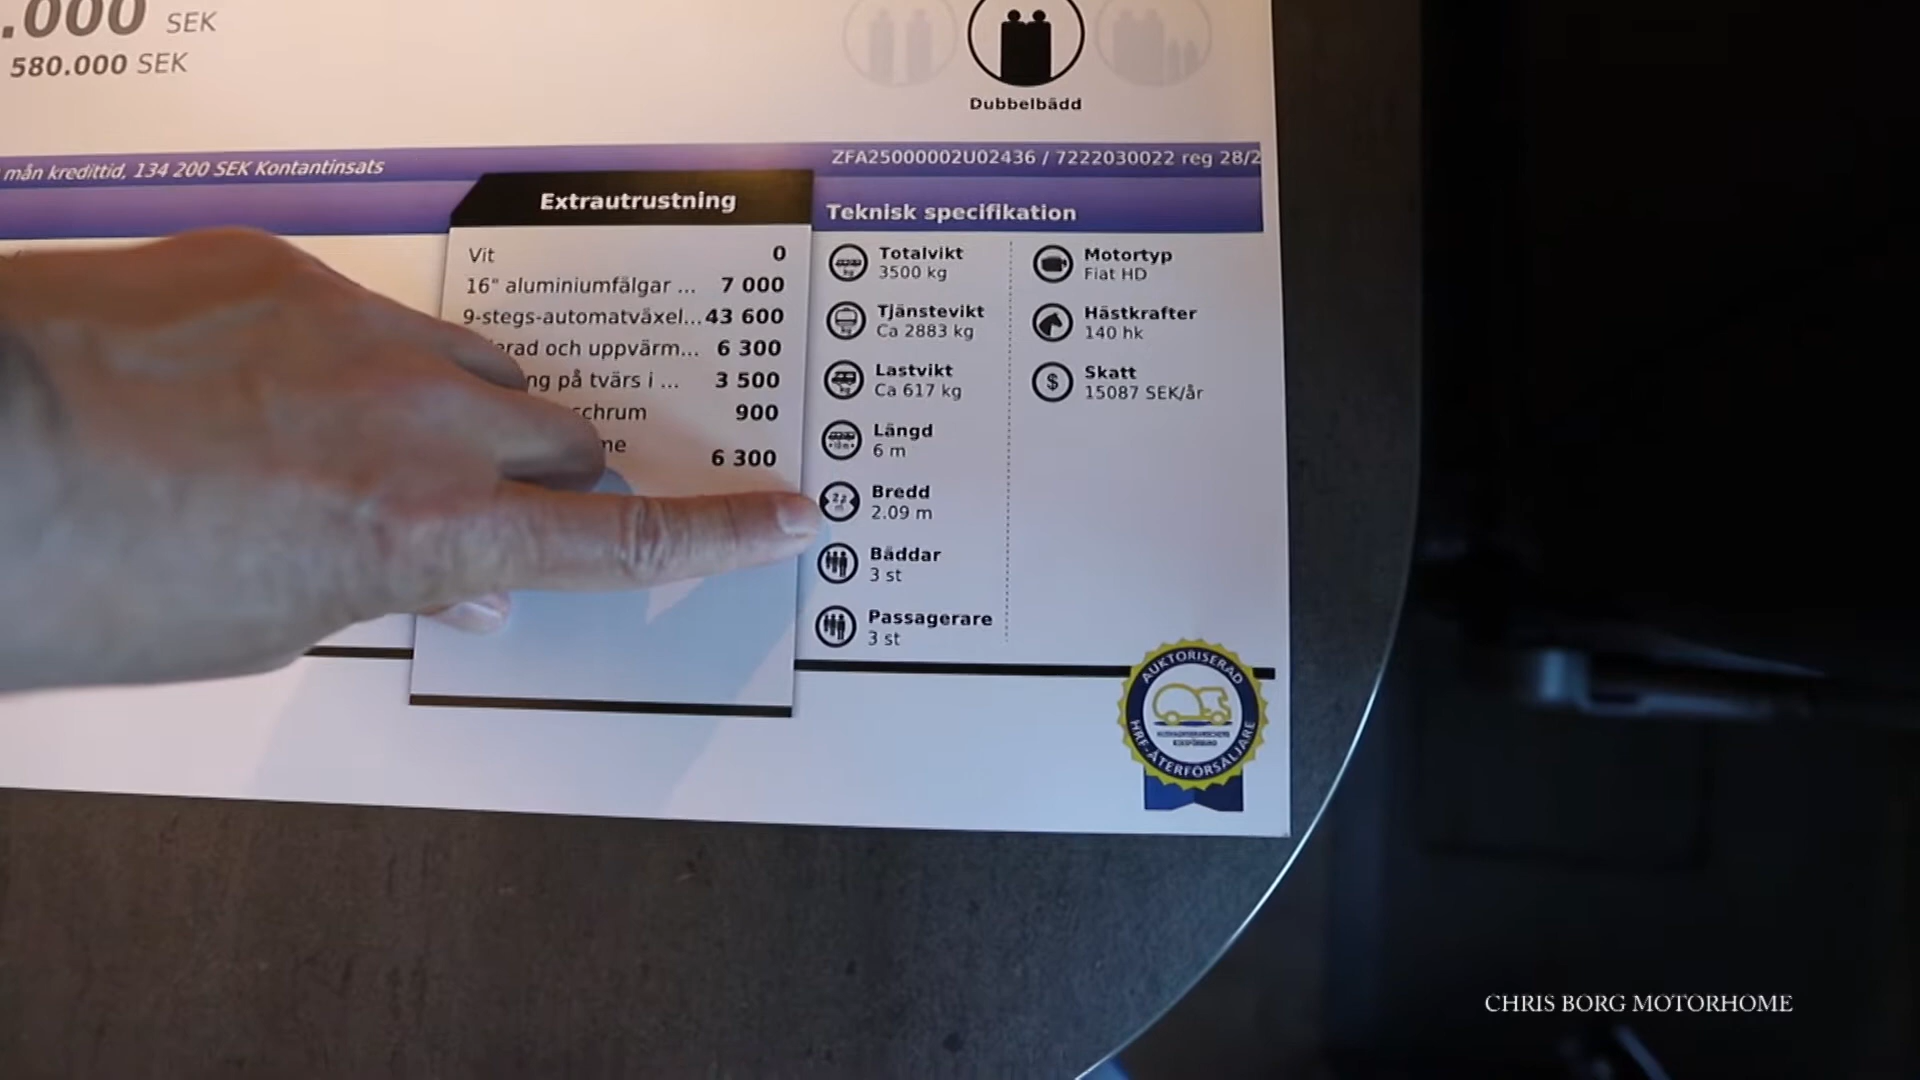 .000 SEK
580.000 SEK
Dubbelbädd
mån kredittid, 134 200 SEK Kontantinsats
ZFA25000002U02436 / 7222030022 reg 28/2
Extrautrustning
Vit 0
16" aluminiumfälgar ... 7 000
9-stegs-automatväxel... 43 600
erad och uppvärm... 6 300
ng på tvärs i ... 3 500
schrum 900
me
6 300
Teknisk specifikation
Totalvikt
3500 kg
Tjänstevikt
Ca 2883 kg
Lastvikt
Ca 617 kg
Längd
6 m
Bredd
2.09 m
Bäddar
3 st
Passagerare
3 st
Motortyp
Fiat HD
Hästkrafter
140 hk
Skatt
15087 SEK/år
AUKTORISERAD
HRF-ÅTERFÖRSÄLJARE
CHRIS BORG MOTORHOME